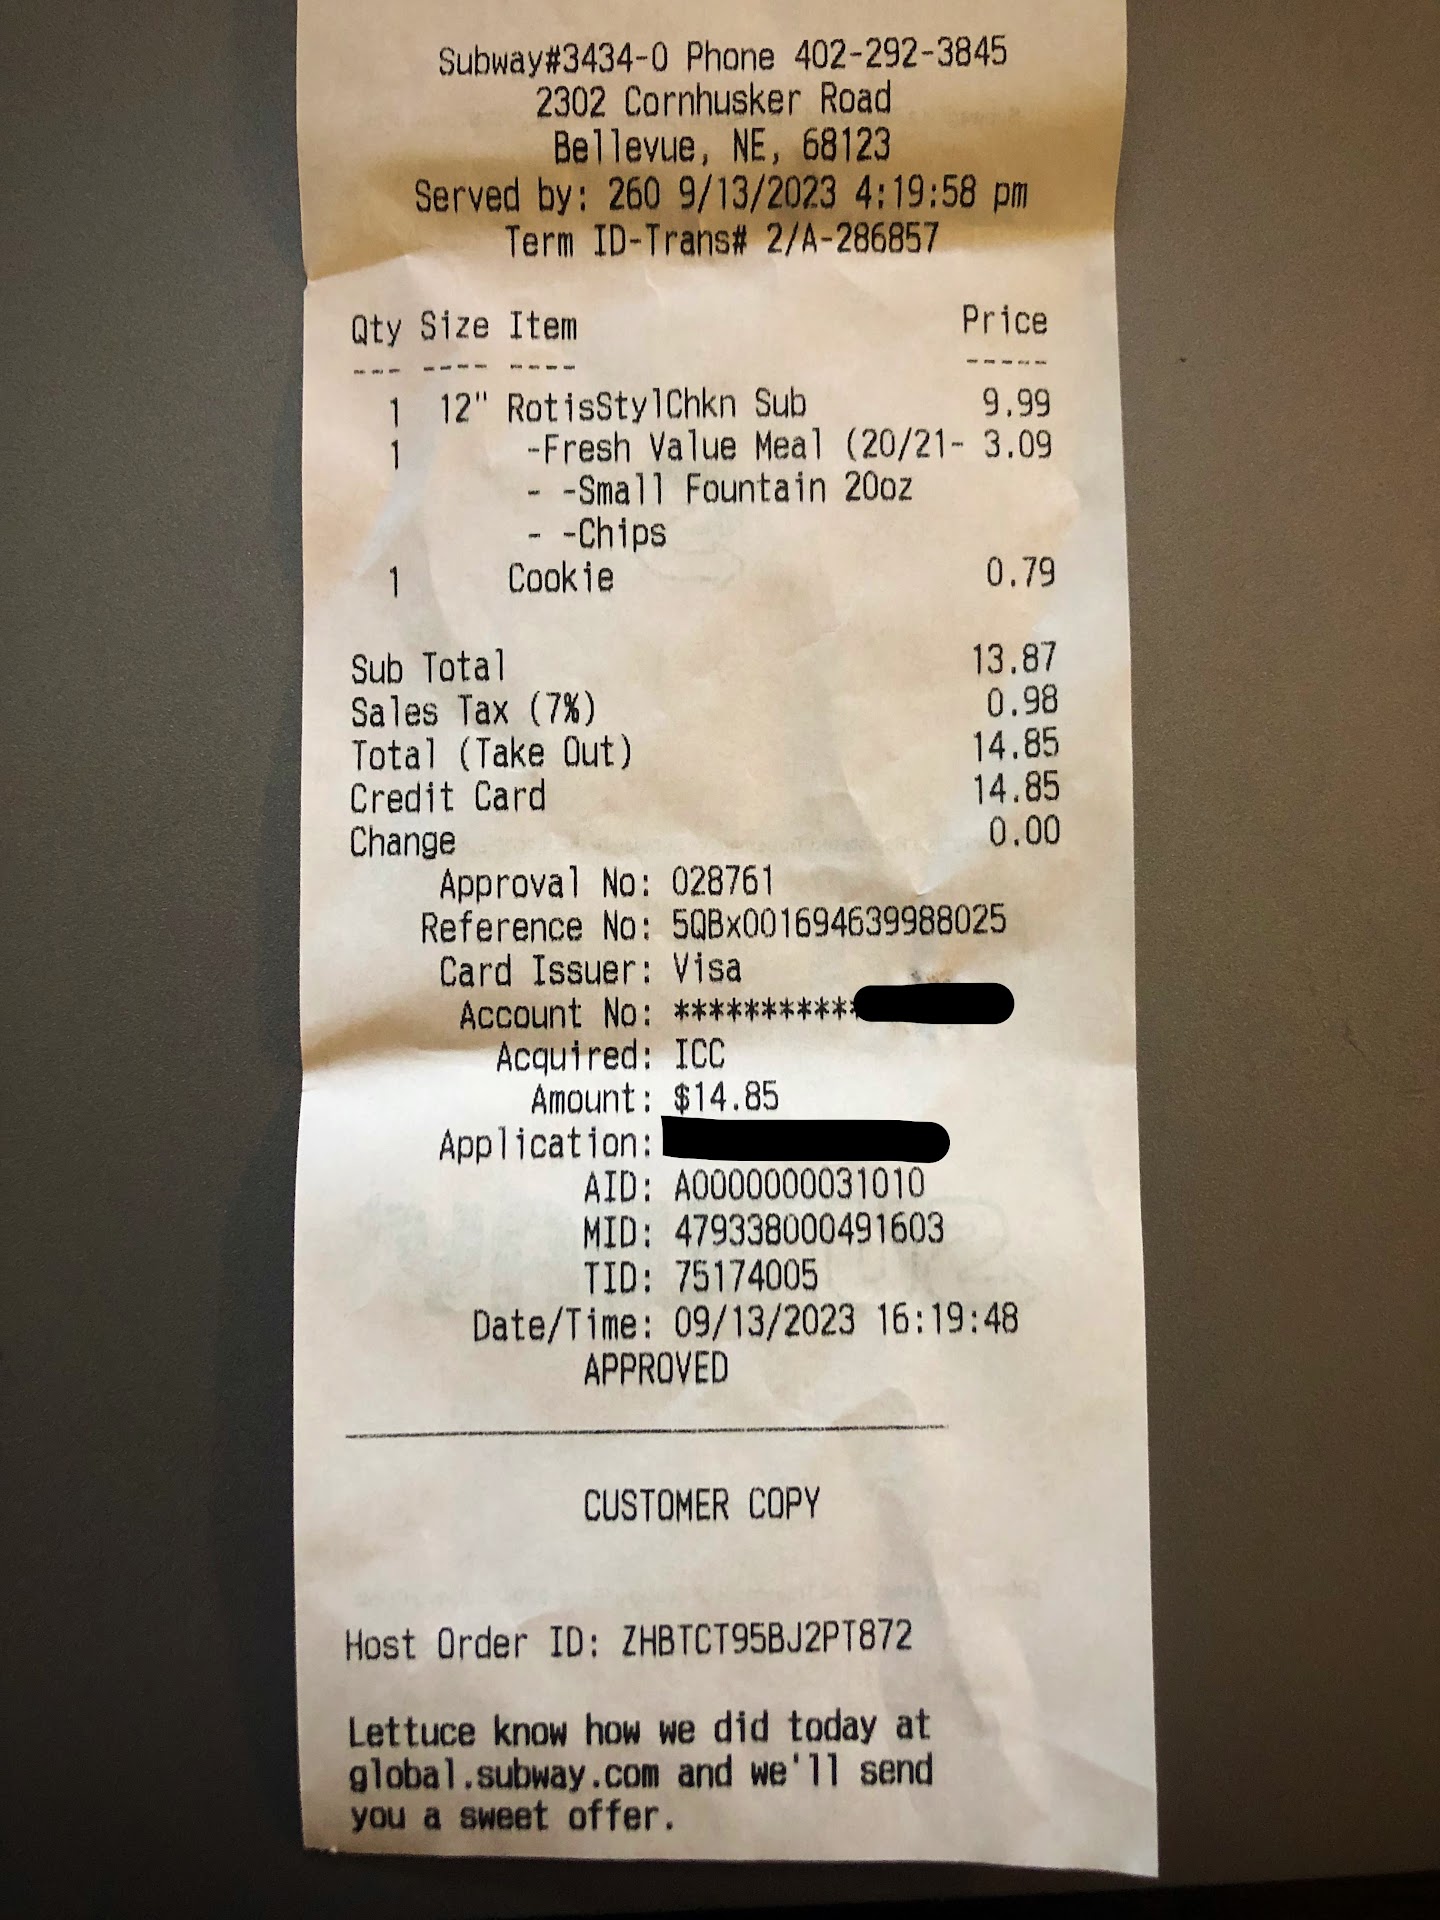 Subway#3434-0 Phone 402-292-3845
2302 Cornhusker Road
Bellevue, NE, 68123
Served by: 260 9/13/2023 4:19:58 pm
Term ID-Trans# 2/A-286857
Qty Size Item Price
--- ---- ---- -----
1 12" RotisStylChkn Sub 9.99
1 -Fresh Value Meal (20/21- 3.09
- -Small Fountain 20oz
- -Chips
1 Cookie 0.79
Sub Total 13.87
Sales Tax (7%) 0.98
Total (Take Out) 14.85
Credit Card 14.85
Change 0.00
Approval No: 028761
Reference No: 5QBx001694639988025
Card Issuer: Visa
Account No: ***********
Acquired: ICC
Amount: $14.85
Application:
AID: A0000000031010
MID: 479338000491603
TID: 75174005
Date/Time: 09/13/2023 16:19:48
APPROVED
CUSTOMER COPY
Host Order ID: ZHBTCT95BJ2PT872
Lettuce know how we did today at
global.subway.com and we'll send
you a sweet offer.